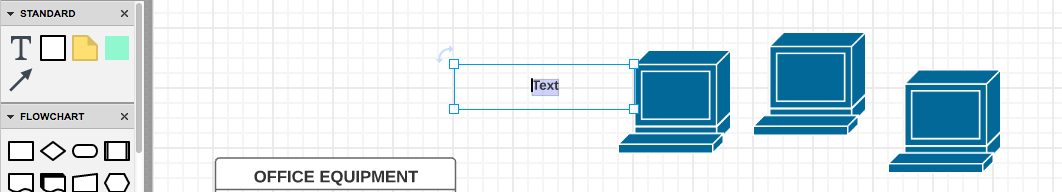 STANDARD
T
Text
FLOWCHART
OFFICE EQUIPMENT